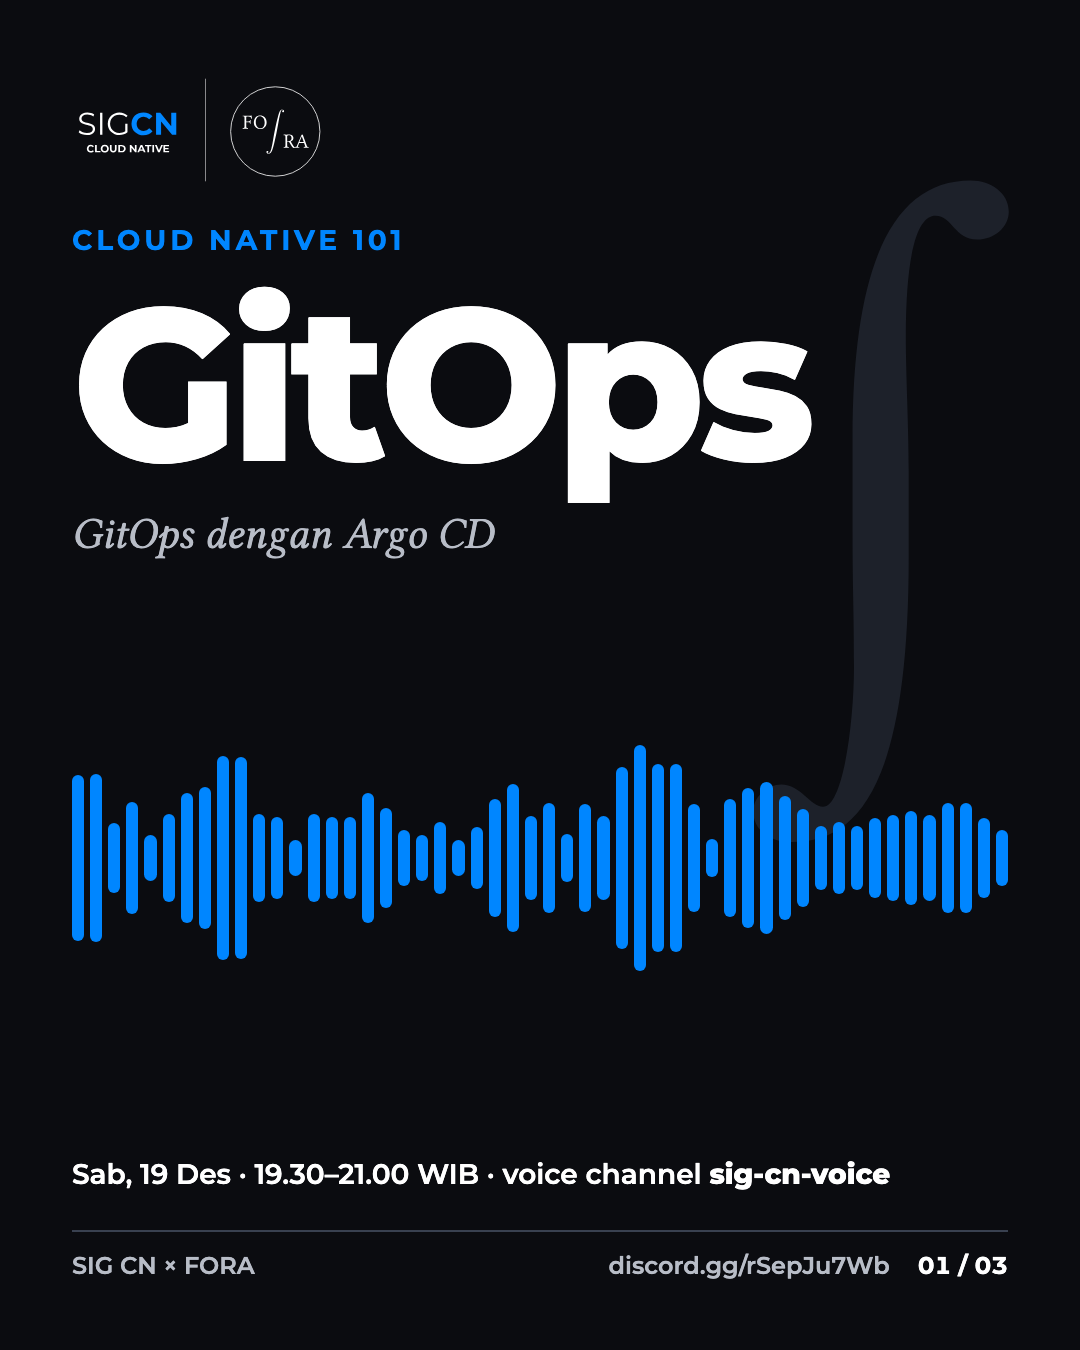 SIGCN
CLOUD NATIVE
FO∫RA
CLOUD NATIVE 101
GitOps
GitOps dengan Argo CD
Sab, 19 Des · 19.30–21.00 WIB · voice channel sig-cn-voice
SIG CN × FORA
discord.gg/rSepJu7Wb
01 / 03